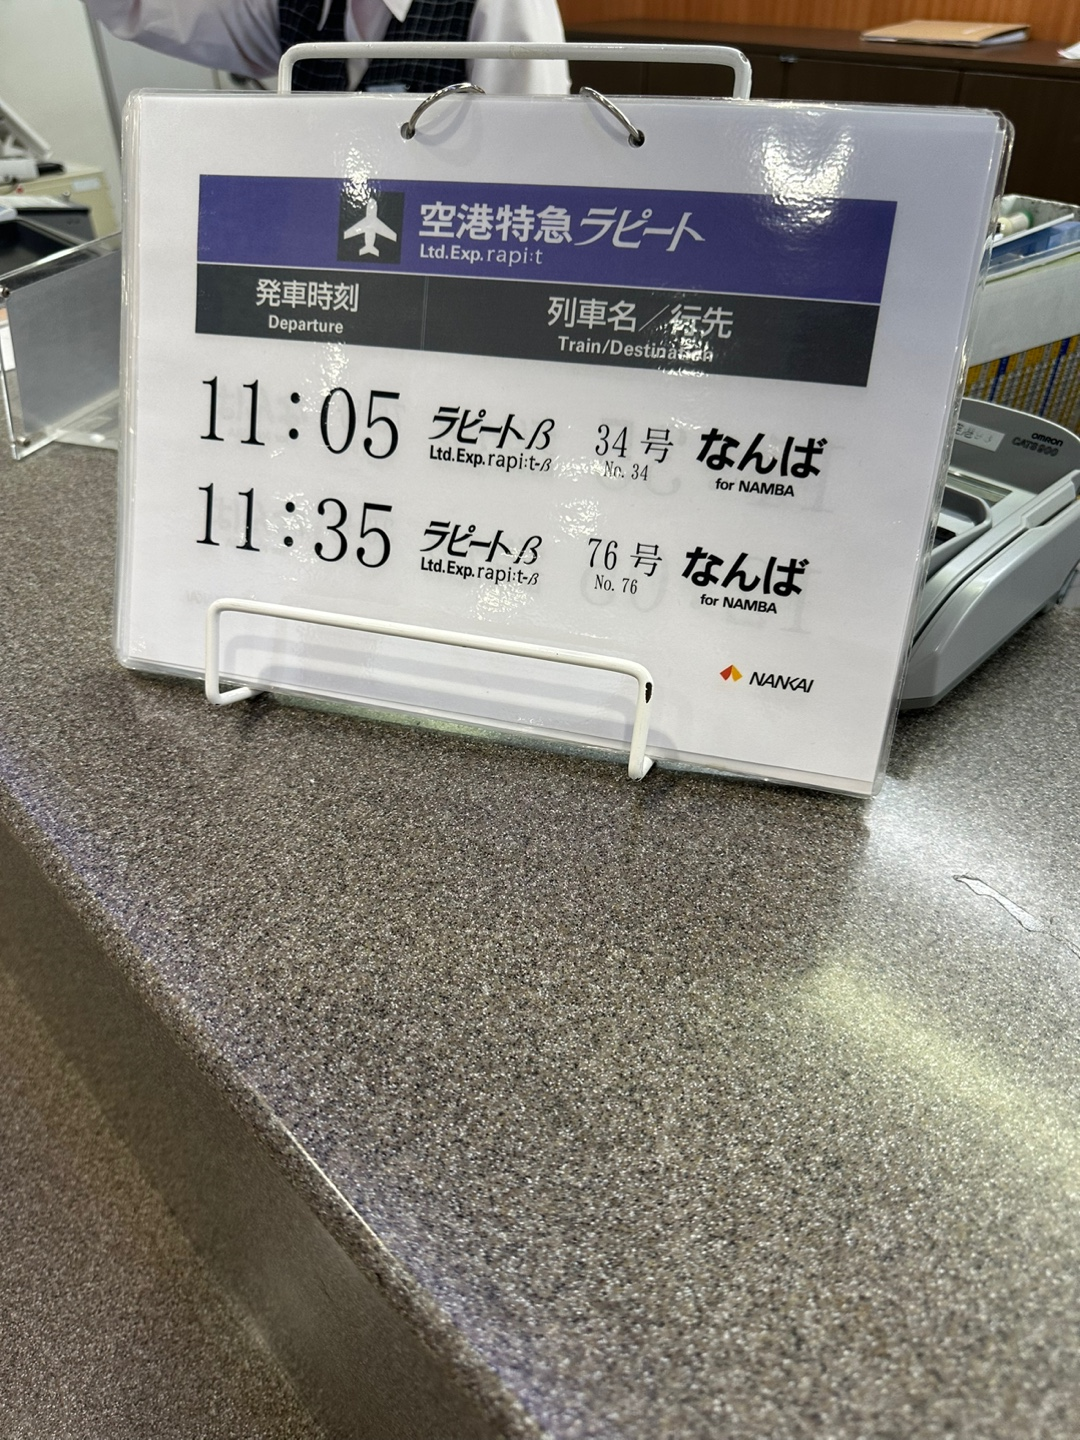 空港特急ラピート
Ltd.Exp.rapi:t
発車時刻
Departure
列車名／行先
Train/Destination
11:05 ラピートβ 34号 なんば
Ltd.Exp.rapi:t-β No. 34 for NAMBA
11:35 ラピートβ 76号 なんば
Ltd.Exp.rapi:t-β No. 76 for NAMBA
NANKAI
OMRON